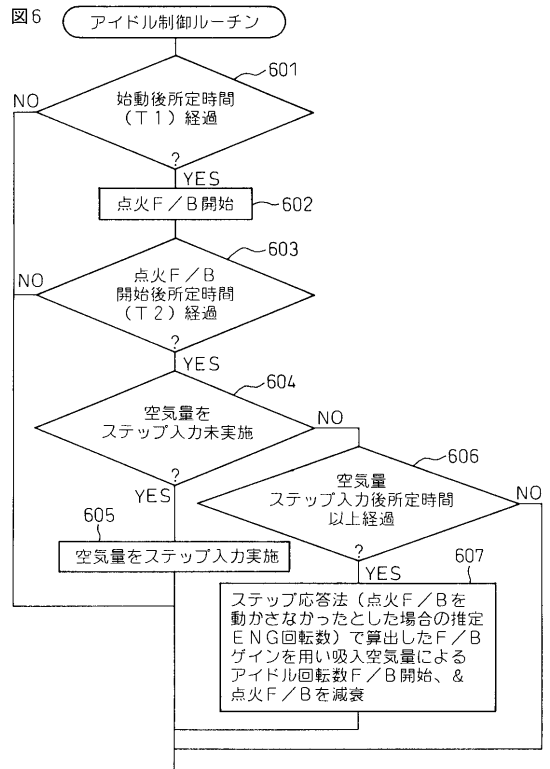 図6
アイドル制御ルーチン
601
NO
始動後所定時間
(T1)経過
?
YES
点火F/B開始
602
603
NO
点火F/B
開始後所定時間
(T2)経過
?
YES
604
空気量を
ステップ入力未実施
NO
?
YES
606
空気量
ステップ入力後所定時間
以上経過
NO
?
YES
605
空気量をステップ入力実施
607
ステップ応答法(点火F/Bを
動かさなかったとした場合の推定
ENG回転数)で算出したF/B
ゲインを用い吸入空気量による
アイドル回転数F/B開始、&
点火F/Bを減衰